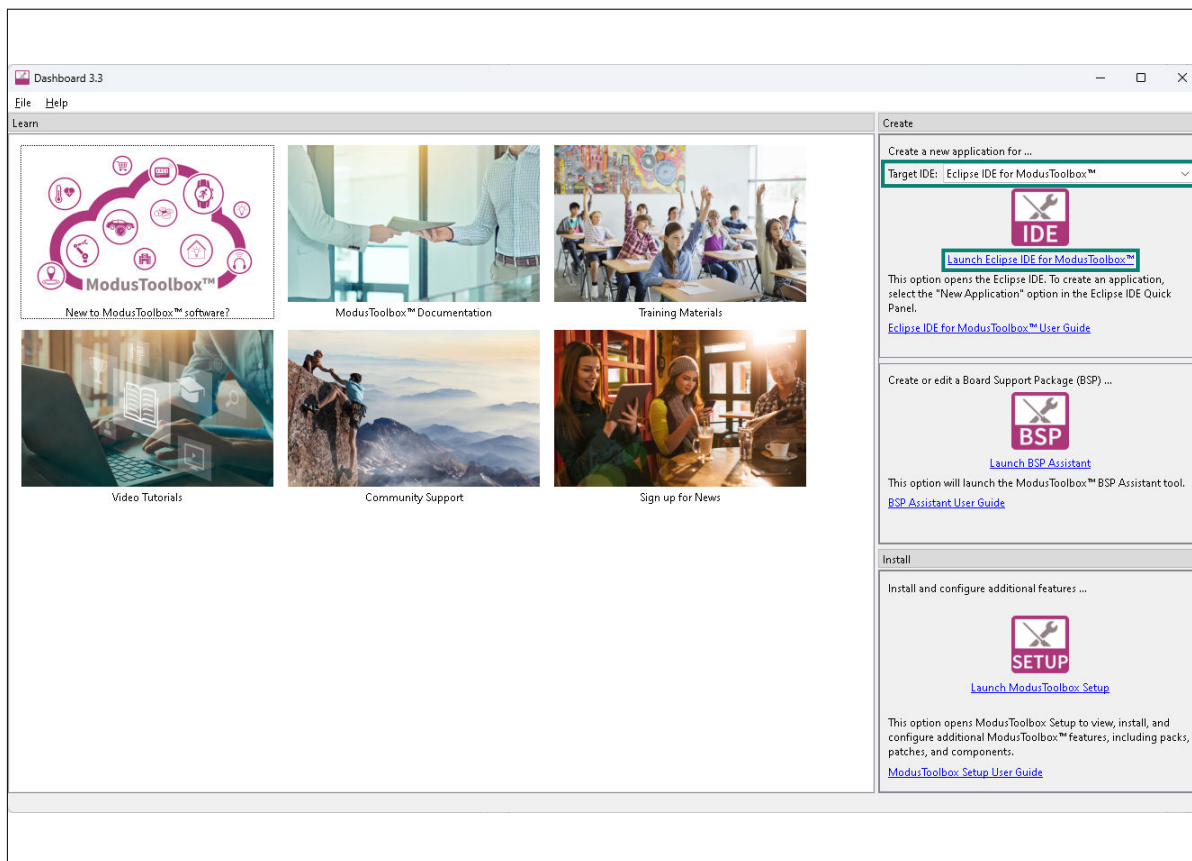 Dashboard 3.3
File Help
Learn
ModusToolbox™
New to ModusToolbox™ software?
ModusToolbox™ Documentation
Training Materials
Video Tutorials
Community Support
Sign up for News
Create
Create a new application for ...
Target IDE: Eclipse IDE for ModusToolbox™
IDE
Launch Eclipse IDE for ModusToolbox™
This option opens the Eclipse IDE. To create an application,
select the "New Application" option in the Eclipse IDE Quick
Panel.
Eclipse IDE for ModusToolbox™ User Guide
Create or edit a Board Support Package (BSP) ...
BSP
Launch BSP Assistant
This option will launch the ModusToolbox™ BSP Assistant tool.
BSP Assistant User Guide
Install
Install and configure additional features ...
SETUP
Launch ModusToolbox Setup
This option opens ModusToolbox Setup to view, install, and
configure additional ModusToolbox™ features, including packs,
patches, and components.
ModusToolbox Setup User Guide